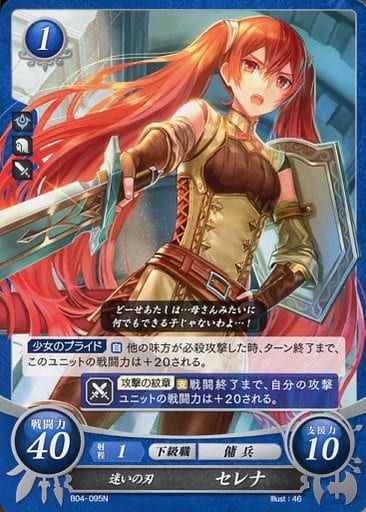 1
どーせあたしは…母さんみたいに
何でもできる子じゃないわよ…!
少女のプライド 自 他の味方が必殺攻撃した時、ターン終了まで、
このユニットの戦闘力は+20される。
攻撃の紋章 支 戦闘終了まで、自分の攻撃
ユニットの戦闘力は+20される。
戦闘力
40
射程 1 下級職 傭兵
支援力
10
迷いの刃 セレナ
B04-095N Illust:46